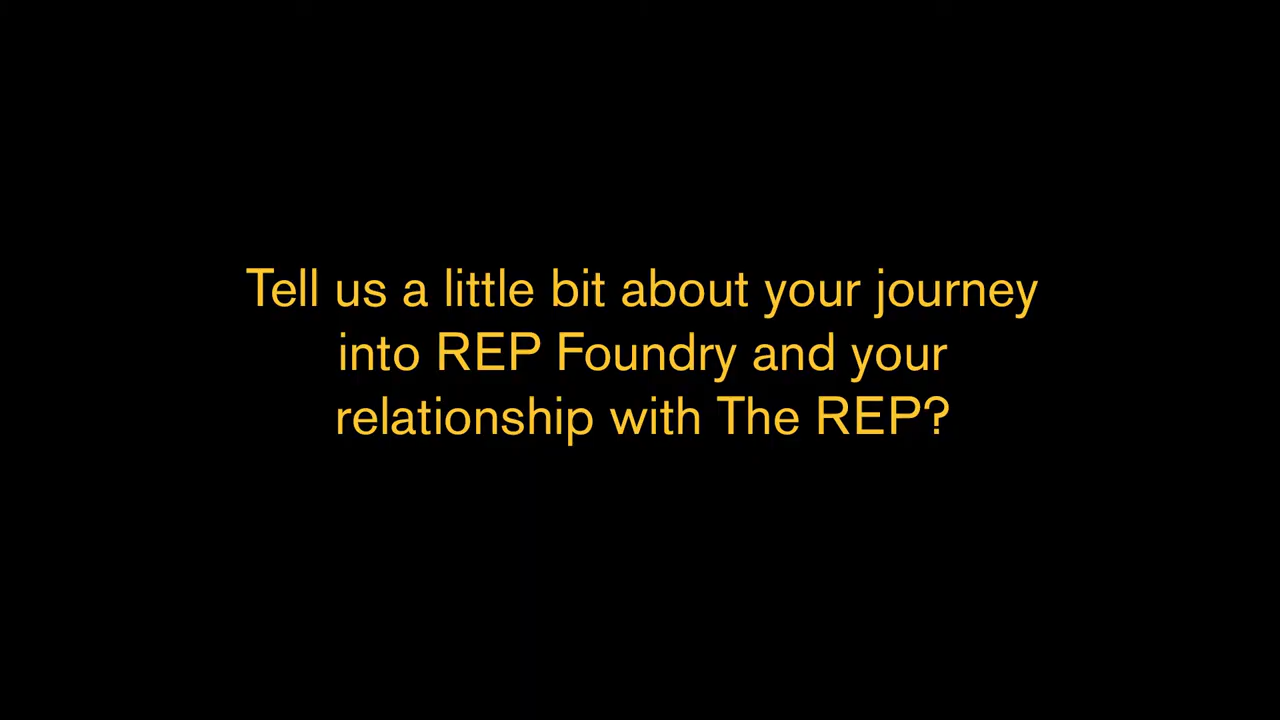 Tell us a little bit about your journey
into REP Foundry and your
relationship with The REP?